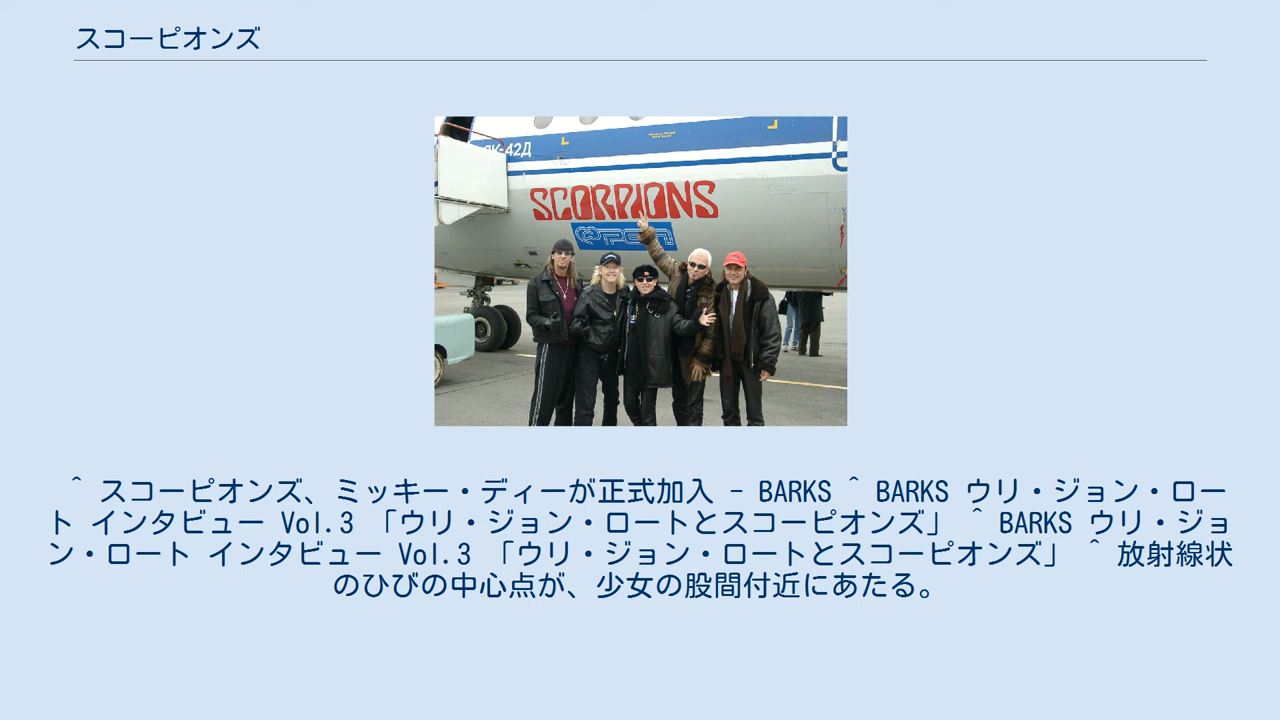 スコーピオンズ
ЯК-42Д
SCORPIONS
open
^ スコーピオンズ、ミッキー・ディーが正式加入 - BARKS ^ BARKS ウリ・ジョン・ロー
ト インタビュー Vol.3 「ウリ・ジョン・ロートとスコーピオンズ」 ^ BARKS ウリ・ジョ
ン・ロート インタビュー Vol.3 「ウリ・ジョン・ロートとスコーピオンズ」 ^ 放射線状
のひびの中心点が、少女の股間付近にあたる。